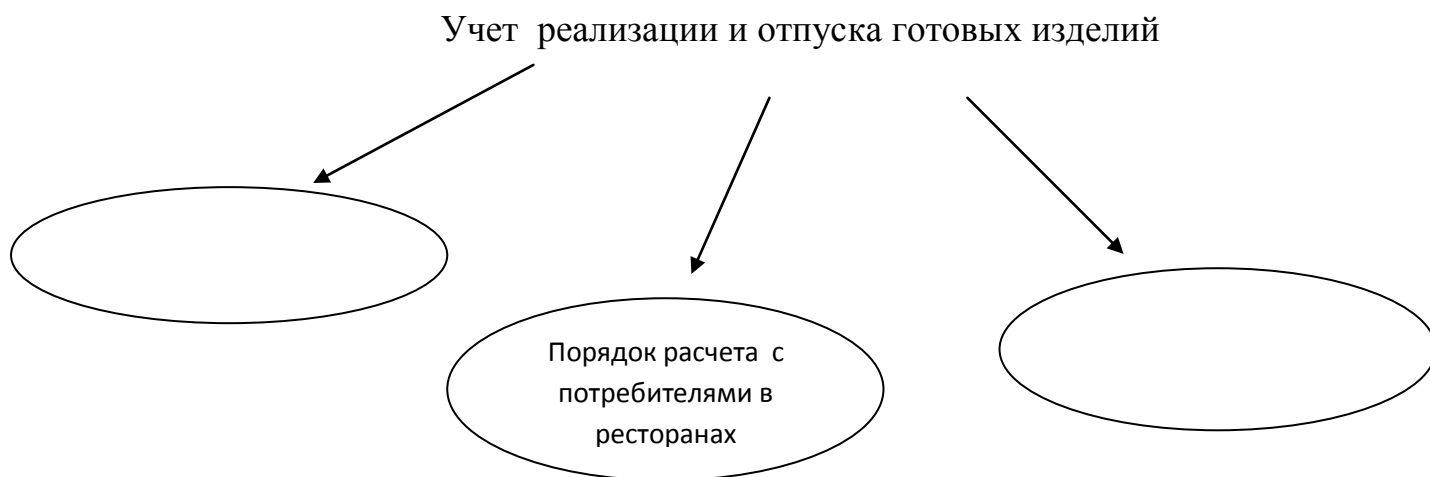 Учет реализации и отпуска готовых изделий
Порядок расчета с
потребителями в
ресторанах